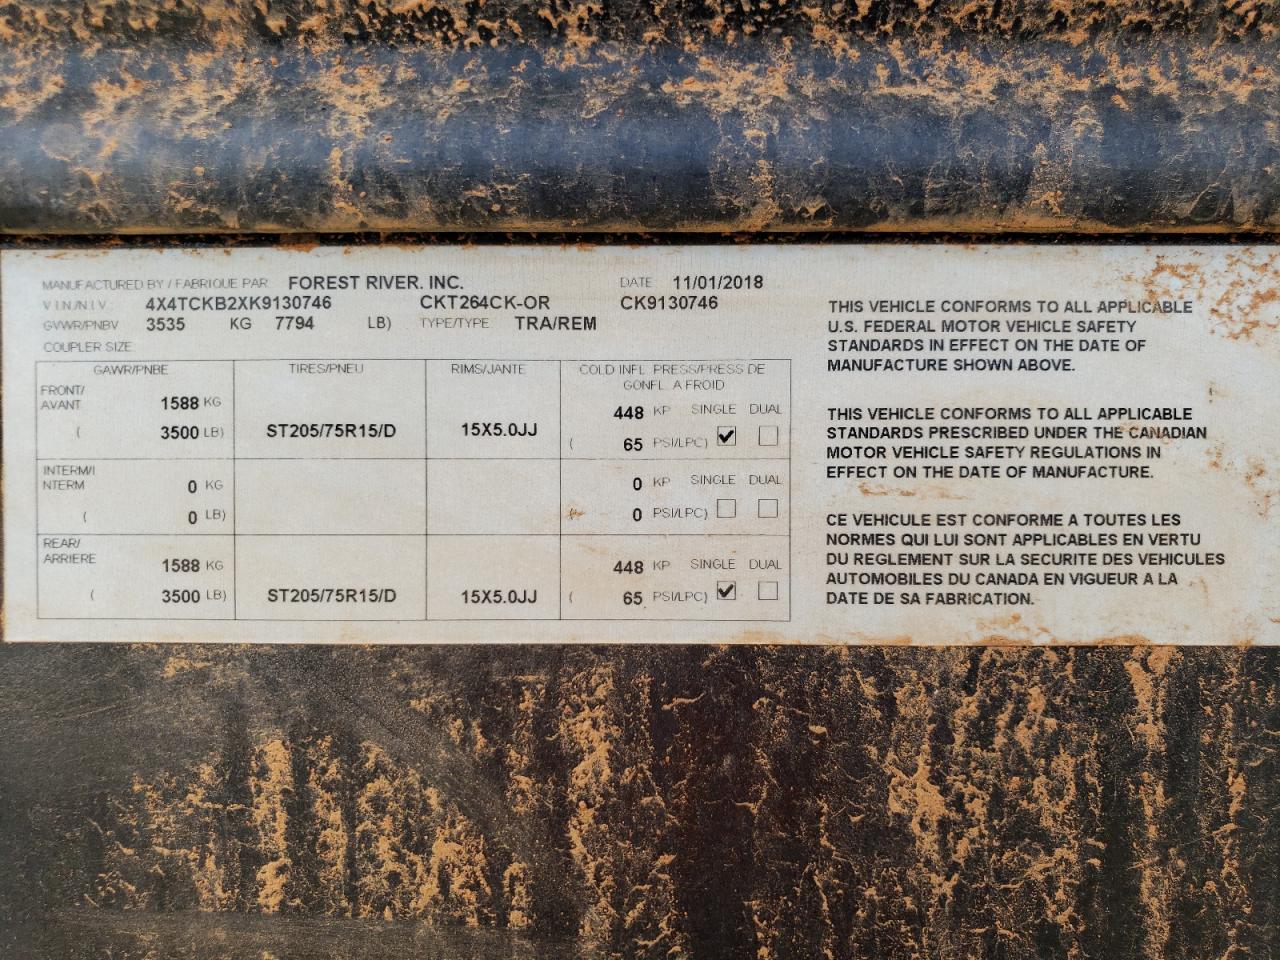 MANUFACTURED BY / FABRIQUE PAR FOREST RIVER. INC. DATE 11/01/2018
V I N/N I V : 4X4TCKB2XK9130746 CKT264CK-OR CK9130746
GVWR/PNBV 3535 KG 7794 LB) TYPE/TYPE TRA/REM
COUPLER SIZE:
GAWR/PNBE TIRES/PNEU RIMS/JANTE COLD INFL PRESS/PRESS DE
GONFL A FROID
FRONT/
AVANT 1588 KG 448 KP SINGLE DUAL
( 3500 LB) ST205/75R15/D 15X5.0JJ ( 65 PSI/LPC)
INTERM/I
NTERM 0 KG 0 KP SINGLE DUAL
( 0 LB) ( 0 PSI/LPC)
REAR/
ARRIERE 1588 KG 448 KP SINGLE DUAL
( 3500 LB) ST205/75R15/D 15X5.0JJ ( 65 PSI/LPC)
THIS VEHICLE CONFORMS TO ALL APPLICABLE
U.S. FEDERAL MOTOR VEHICLE SAFETY
STANDARDS IN EFFECT ON THE DATE OF
MANUFACTURE SHOWN ABOVE.
THIS VEHICLE CONFORMS TO ALL APPLICABLE
STANDARDS PRESCRIBED UNDER THE CANADIAN
MOTOR VEHICLE SAFETY REGULATIONS IN
EFFECT ON THE DATE OF MANUFACTURE.
CE VEHICULE EST CONFORME A TOUTES LES
NORMES QUI LUI SONT APPLICABLES EN VERTU
DU REGLEMENT SUR LA SECURITE DES VEHICULES
AUTOMOBILES DU CANADA EN VIGUEUR A LA
DATE DE SA FABRICATION.